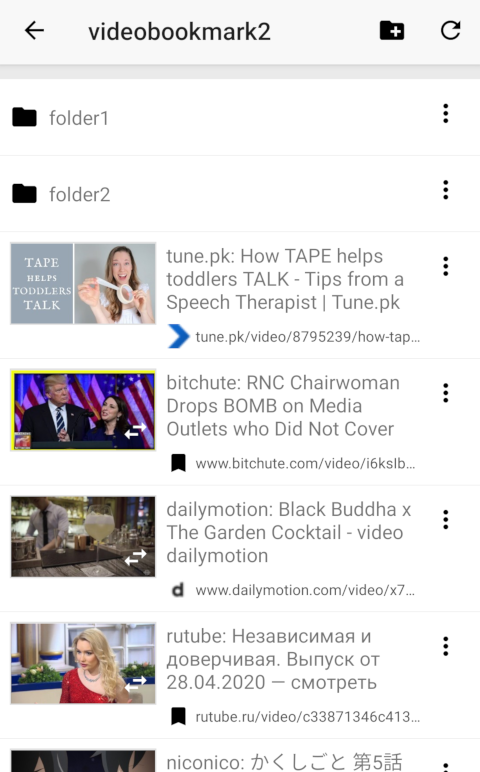 videobookmark2
folder1
folder2
TAPE
HELPS
TODDLERS
TALK
tune.pk: How TAPE helps
toddlers TALK - Tips from a
Speech Therapist | Tune.pk
tune.pk/video/8795239/how-tap...
bitchute: RNC Chairwoman
Drops BOMB on Media
Outlets who Did Not Cover
www.bitchute.com/video/i6ksIb...
dailymotion: Black Buddha x
The Garden Cocktail - video
dailymotion
d
www.dailymotion.com/video/x7...
rutube: Независимая и
доверчивая. Выпуск от
28.04.2020 — смотреть
rutube.ru/video/c33871346c413...
niconico: かくしごと 第5話